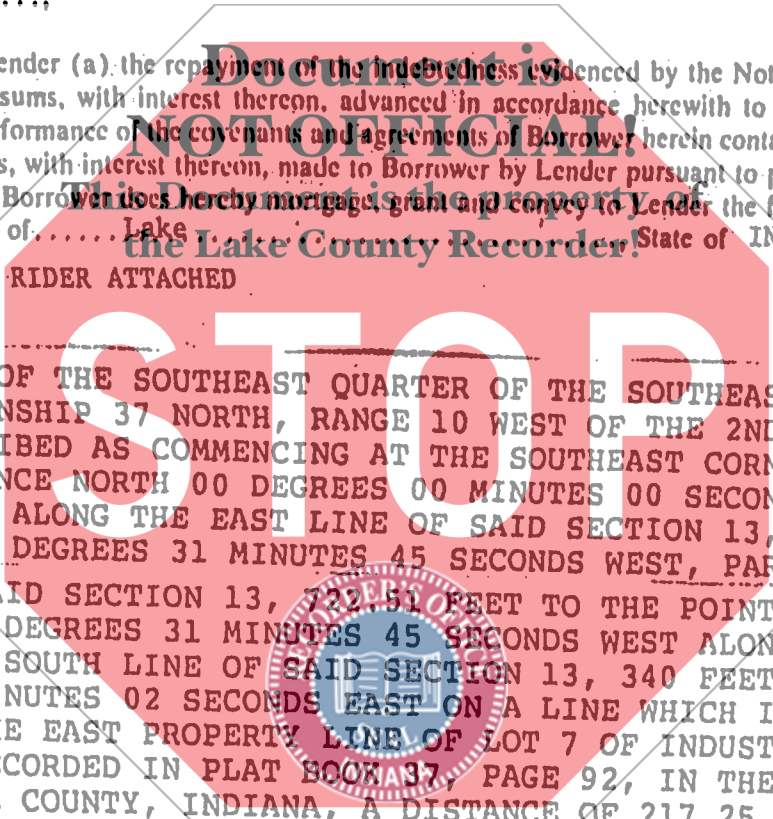 ender (a) the repayment of the indebtedness evidenced by the Not
sums, with interest thereon, advanced in accordance herewith to
formance of the covenants and agreements of Borrower herein conta
s, with interest thereon, made to Borrower by Lender pursuant to p
Borrower does hereby mortgage, grant and convey to Lender the f
of......Lake....................................State of IN
Document is
NOT OFFICIAL!
This Document is the property of
the Lake County Recorder!
RIDER ATTACHED
STOP
OF THE SOUTHEAST QUARTER OF THE SOUTHEAS
NSHIP 37 NORTH, RANGE 10 WEST OF THE 2ND
IBED AS COMMENCING AT THE SOUTHEAST CORN
NCE NORTH 00 DEGREES 00 MINUTES 00 SECON
ALONG THE EAST LINE OF SAID SECTION 13,
DEGREES 31 MINUTES 45 SECONDS WEST, PAR
AID SECTION 13, 722.51 FEET TO THE POINT
DEGREES 31 MINUTES 45 SECONDS WEST ALON
SOUTH LINE OF SAID SECTION 13, 340 FEET
NUTES 02 SECONDS EAST ON A LINE WHICH I
E EAST PROPERTY LINE OF LOT 7 OF INDUST
CORDED IN PLAT BOOK 37, PAGE 92, IN THE
COUNTY, INDIANA, A DISTANCE OF 217.25